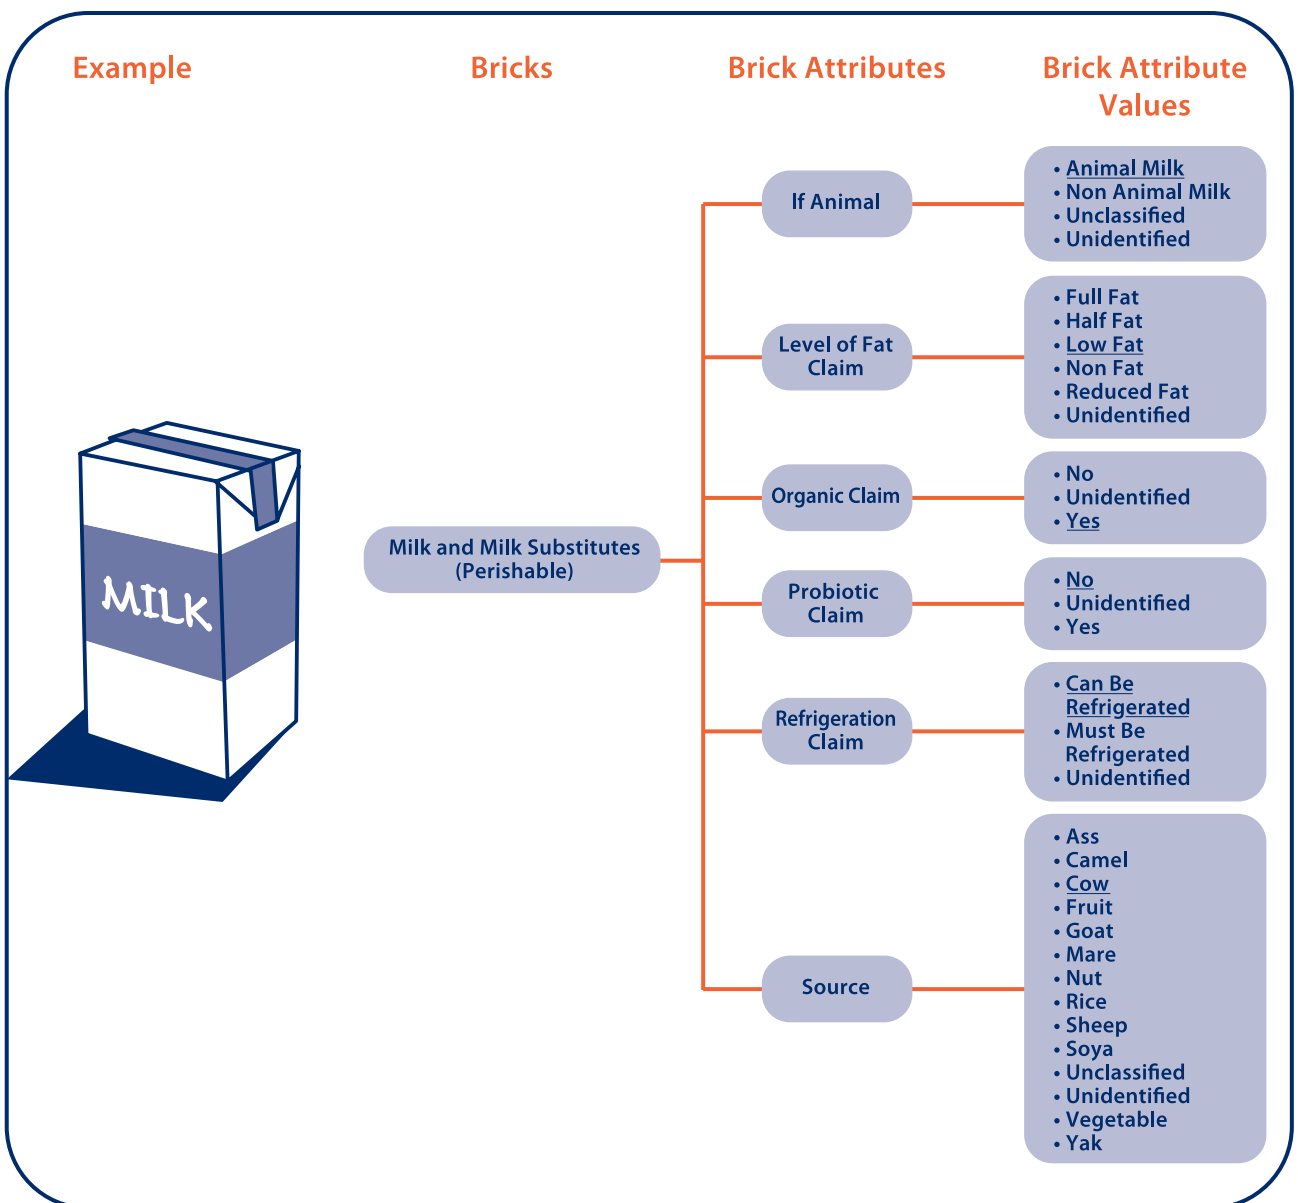 Example
Bricks
Brick Attributes
Brick Attribute
Values
MILK
Milk and Milk Substitutes
(Perishable)
If Animal
• Animal Milk
• Non Animal Milk
• Unclassified
• Unidentified
Level of Fat
Claim
• Full Fat
• Half Fat
• Low Fat
• Non Fat
• Reduced Fat
• Unidentified
Organic Claim
• No
• Unidentified
• Yes
Probiotic
Claim
• No
• Unidentified
• Yes
Refrigeration
Claim
• Can Be
Refrigerated
• Must Be
Refrigerated
• Unidentified
Source
• Ass
• Camel
• Cow
• Fruit
• Goat
• Mare
• Nut
• Rice
• Sheep
• Soya
• Unclassified
• Unidentified
• Vegetable
• Yak